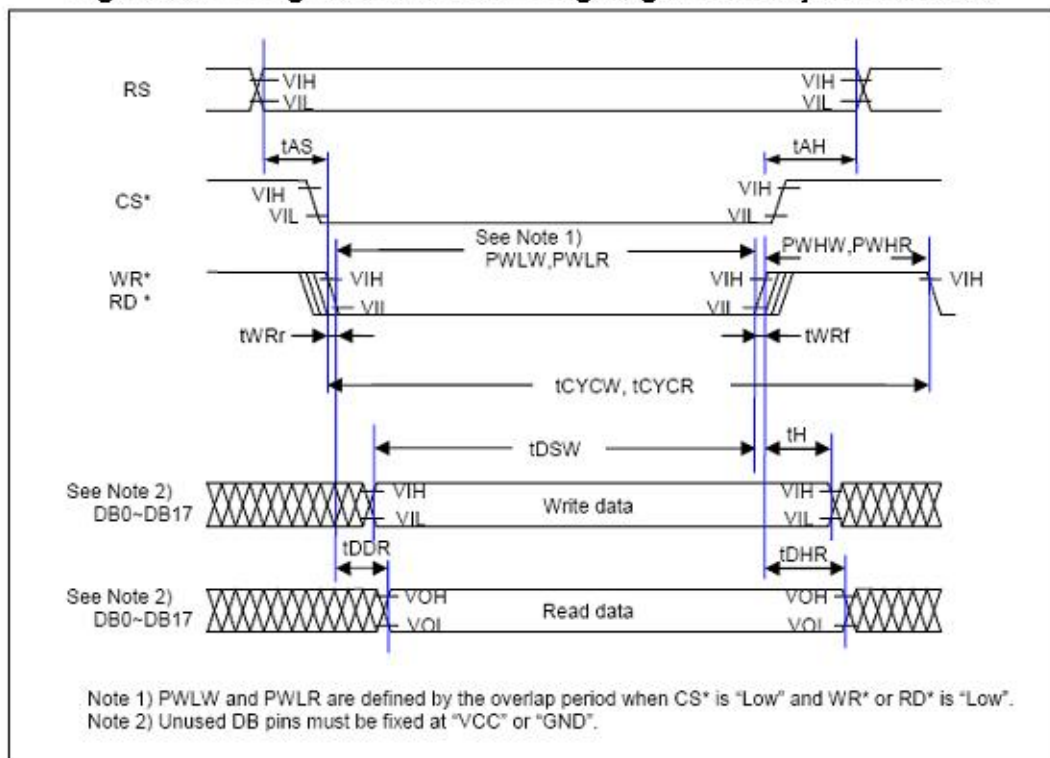 RS
VIH
VIL
VIH
VIL
tAS
tAH
CS*
VIH
VIL
VIH
VIL
See Note 1)
PWLW,PWLR
PWHW,PWHR
WR*
RD *
VIH
VIL
VIH
VIL
VIH
tWRr
tWRf
tCYCW, tCYCR
tDSW
tH
See Note 2)
DB0~DB17
VIH
VIL
Write data
VIH
VIL
tDDR
tDHR
See Note 2)
DB0~DB17
VOH
VOL
Read data
VOH
VOL
Note 1) PWLW and PWLR are defined by the overlap period when CS* is “Low” and WR* or RD* is “Low”.
Note 2) Unused DB pins must be fixed at “VCC” or “GND”.